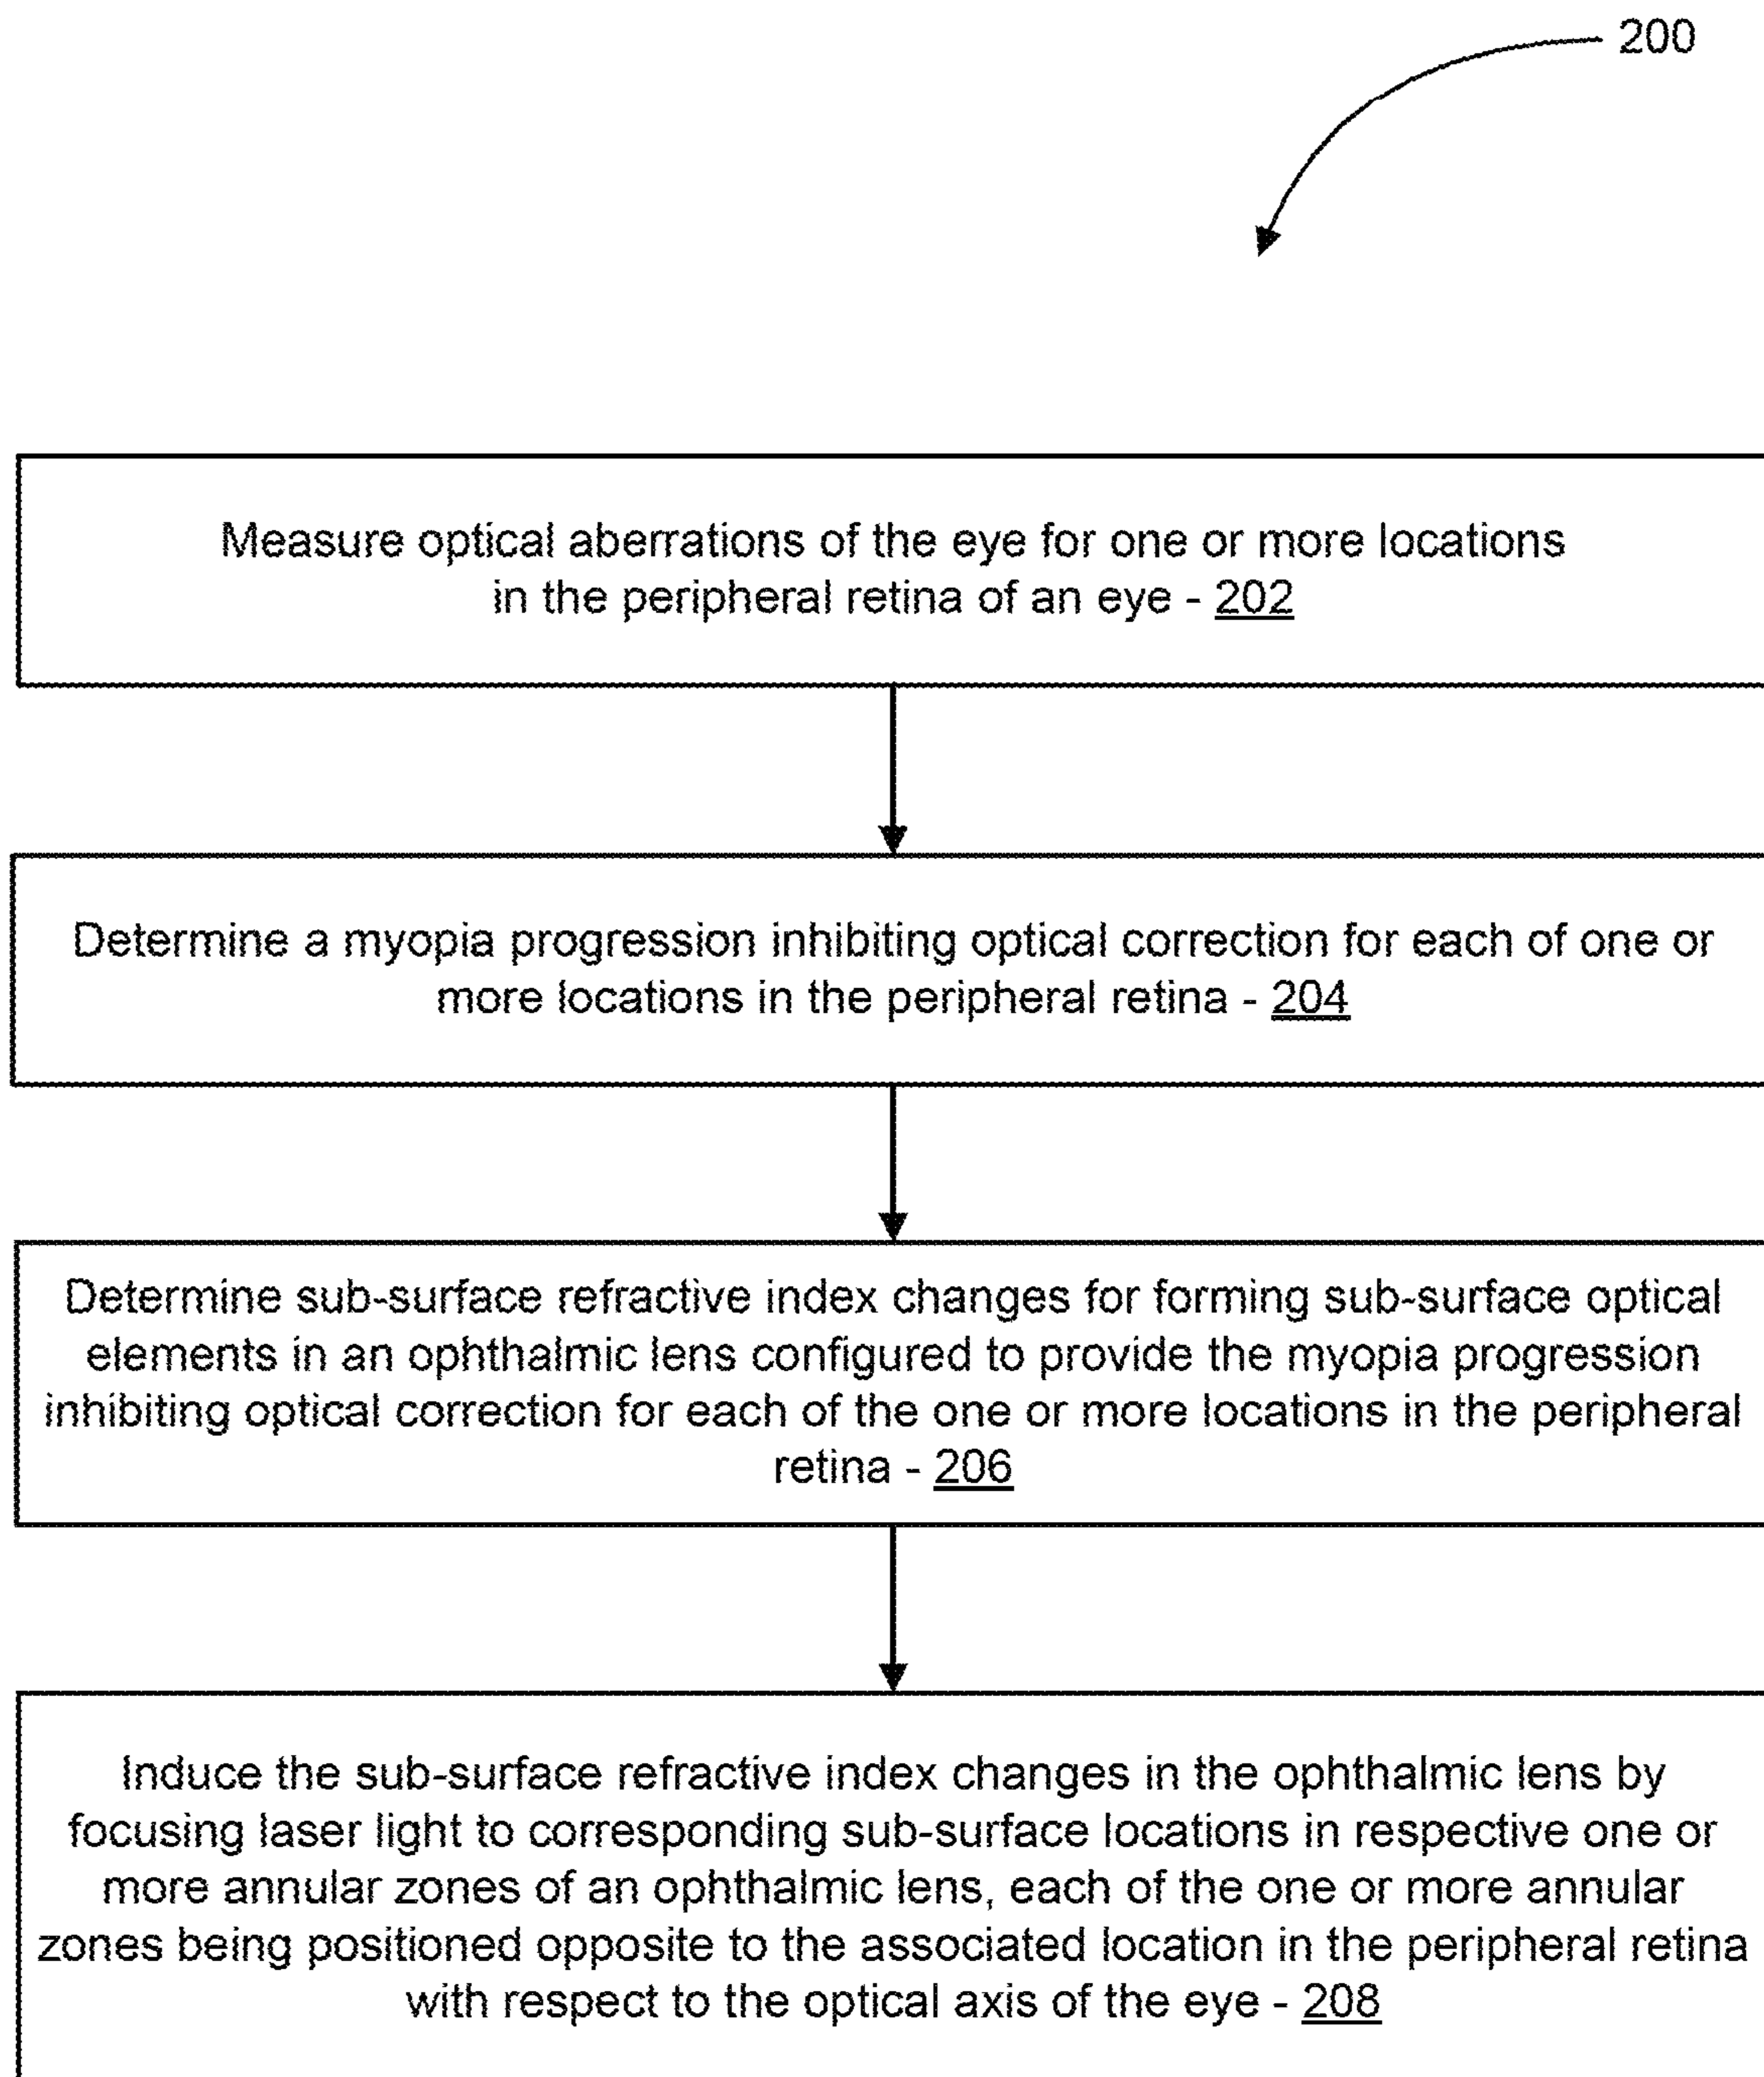 200
Measure optical aberrations of the eye for one or more locations
in the peripheral retina of an eye - 202
Determine a myopia progression inhibiting optical correction for each of one or
more locations in the peripheral retina - 204
Determine sub-surface refractive index changes for forming sub-surface optical
elements in an ophthalmic lens configured to provide the myopia progression
inhibiting optical correction for each of the one or more locations in the peripheral
retina - 206
Induce the sub-surface refractive index changes in the ophthalmic lens by
focusing laser light to corresponding sub-surface locations in respective one or
more annular zones of an ophthalmic lens, each of the one or more annular
zones being positioned opposite to the associated location in the peripheral retina
with respect to the optical axis of the eye - 208